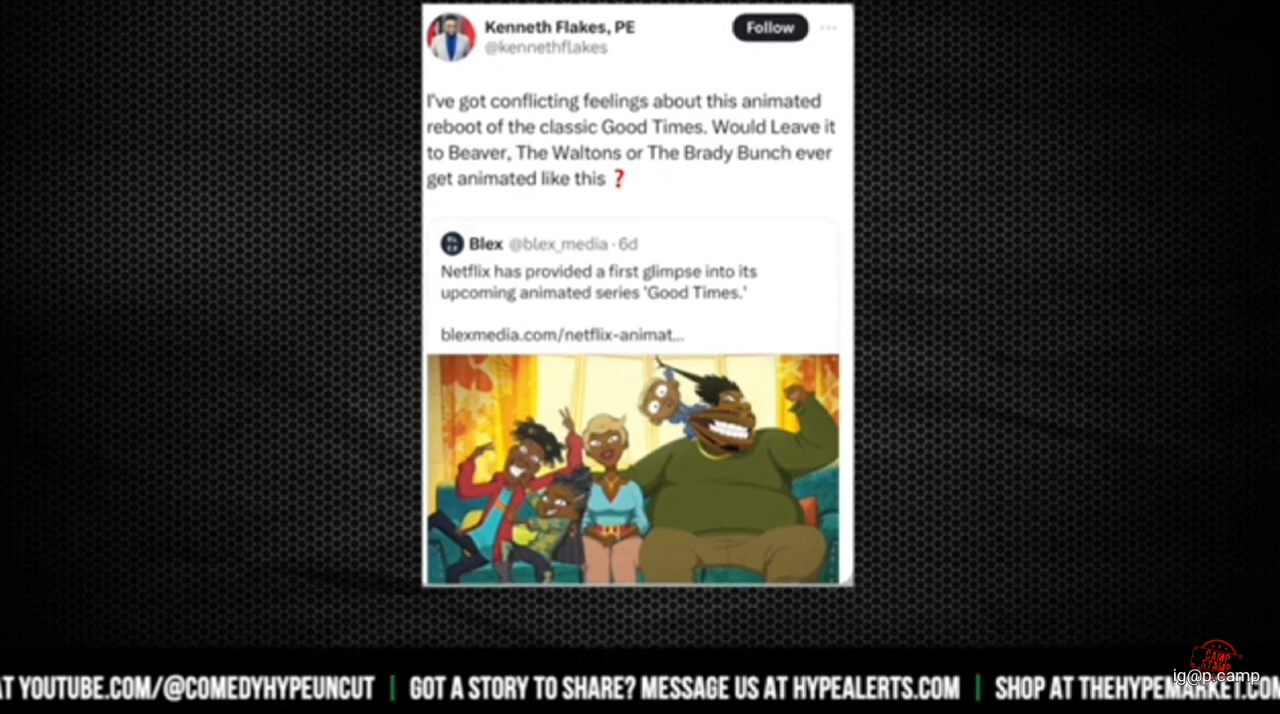 Kenneth Flakes, PE
Follow
@kennethflakes
I've got conflicting feelings about this animated
reboot of the classic Good Times. Would Leave it
to Beaver, The Waltons or The Brady Bunch ever
get animated like this ❓
Blex @blex_media · 6d
Netflix has provided a first glimpse into its
upcoming animated series 'Good Times.'
blexmedia.com/netflix-animat...
CAMP
STAMP
ig@p.camp
AT YOUTUBE.COM/@COMEDYHYPEUNCUT | GOT A STORY TO SHARE? MESSAGE US AT HYPEALERTS.COM | SHOP AT THEHYPEMARKET.COM